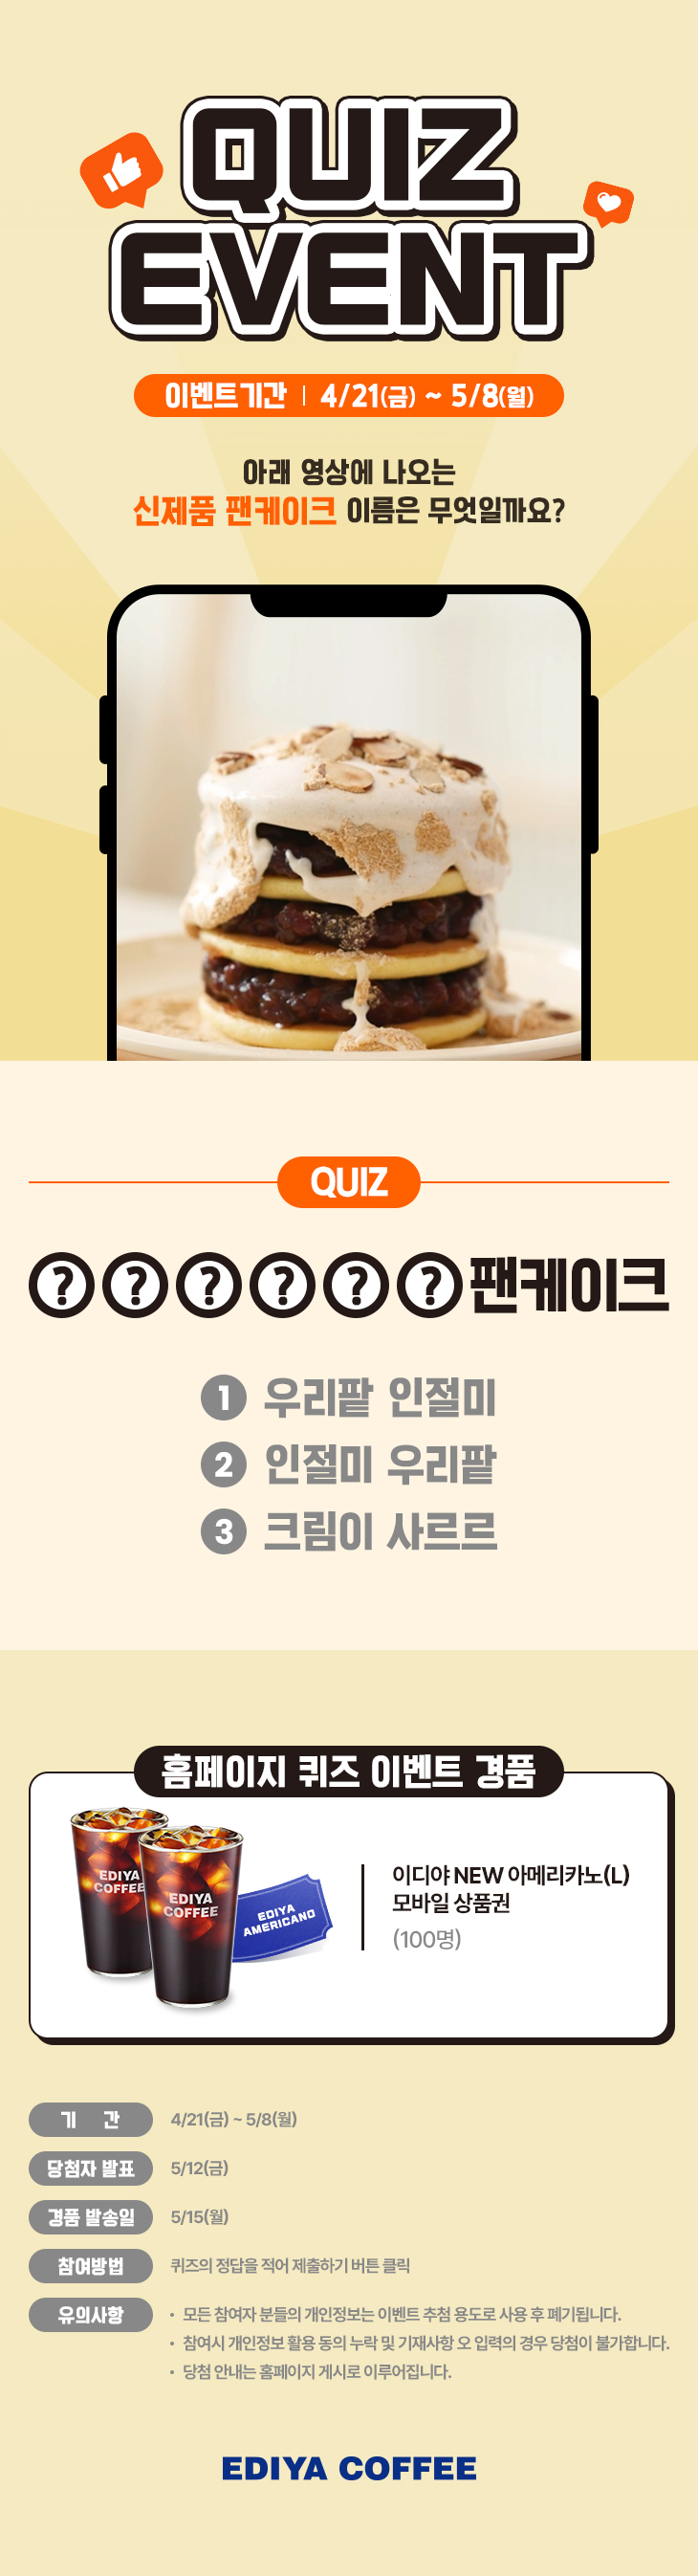 QUIZ
EVENT
이벤트기간 | 4/21(금) ~ 5/8(월)
아래 영상에 나오는
신제품 팬케이크 이름은 무엇일까요?
QUIZ
? ? ? ? ? ? 팬케이크
1 우리팥 인절미
2 인절미 우리팥
3 크림이 사르르
홈페이지 퀴즈 이벤트 경품
EDIYA
COFFEE
EDIYA
COFFEE
EDIYA
AMERICANO
이디야 NEW 아메리카노(L)
모바일 상품권
(100명)
기 간 4/21(금) ~ 5/8(월)
당첨자 발표 5/12(금)
경품 발송일 5/15(월)
참여방법 퀴즈의 정답을 적어 제출하기 버튼 클릭
유의사항 • 모든 참여자 분들의 개인정보는 이벤트 추첨 용도로 사용 후 폐기됩니다.
• 참여시 개인정보 활용 동의 누락 및 기재사항 오 입력의 경우 당첨이 불가합니다.
• 당첨 안내는 홈페이지 게시로 이루어집니다.
EDIYA COFFEE